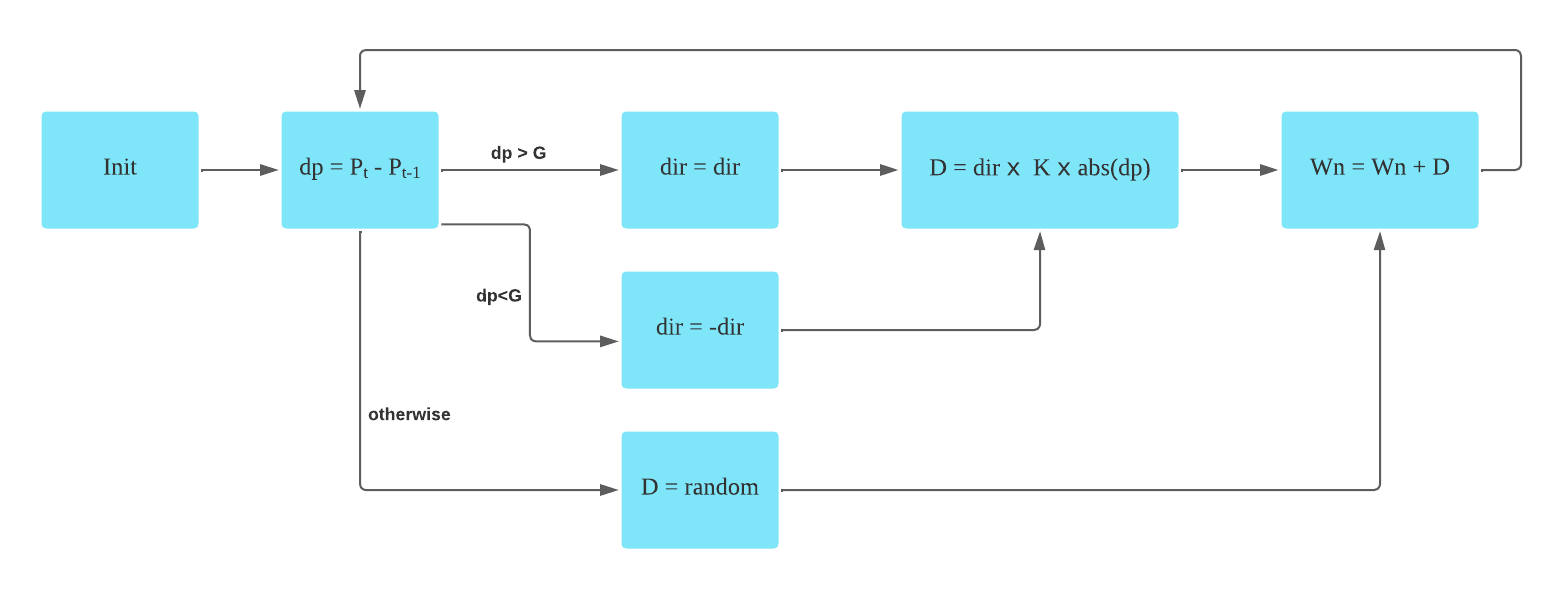 Init
dp = Pₜ - Pₜ₋₁
dp > G
dir = dir
D = dir x  K x abs(dp)
Wn = Wn + D
dp<G
dir = -dir
otherwise
D = random